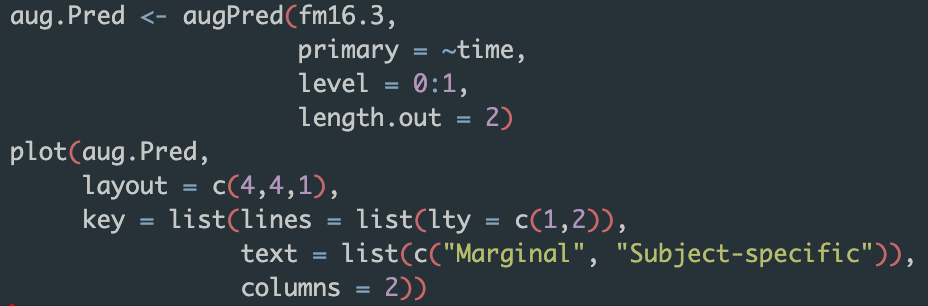 aug.Pred <- augPred(fm16.3,
                    primary = ~time,
                    level = 0:1,
                    length.out = 2)
plot(aug.Pred,
     layout = c(4,4,1),
     key = list(lines = list(lty = c(1,2)),
                text = list(c("Marginal", "Subject-specific")),
                columns = 2))